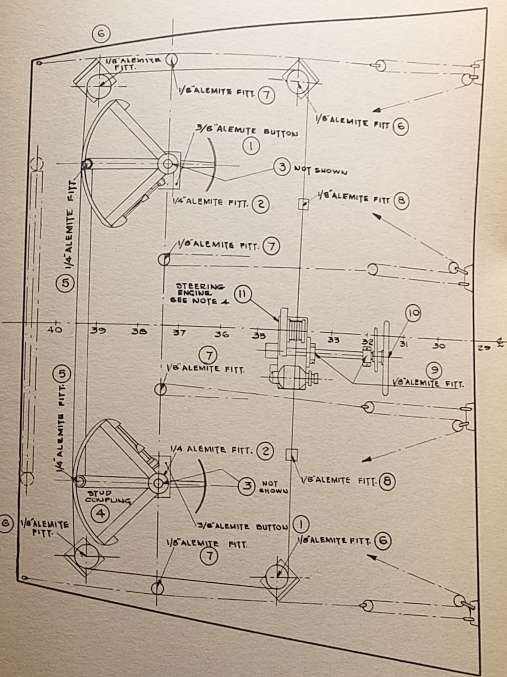 6
1/8" ALEMITE
FITT.
1/8" ALEMITE FITT. 7
1/8" ALEMITE FITT 6
3/8" ALEMITE BUTTON
1
3 NOT SHOWN
1/4" ALEMITE FITT. 2
1/8" ALEMITE FITT 8
5 1/4" ALEMITE FITT.
1/8" ALEMITE FITT. 7
STEERING
ENGINE
SEE NOTE 4
11
10
40 39 38 37 36 35 33 32 31 30 29
7
1/8" ALEMITE FITT.
9
1/8" ALEMITE FITT.
1/4" ALEMITE FITT. 5
1/4 ALEMITE FITT. 2
3 NOT
SHOWN
1/8" ALEMITE FITT. 8
STUD
COUPLING
4
3/8" ALEMITE BUTTON 1
6 1/8" ALEMITE
FITT.
1/8" ALEMITE FITT.
7
1/8" ALEMITE FITT. 6